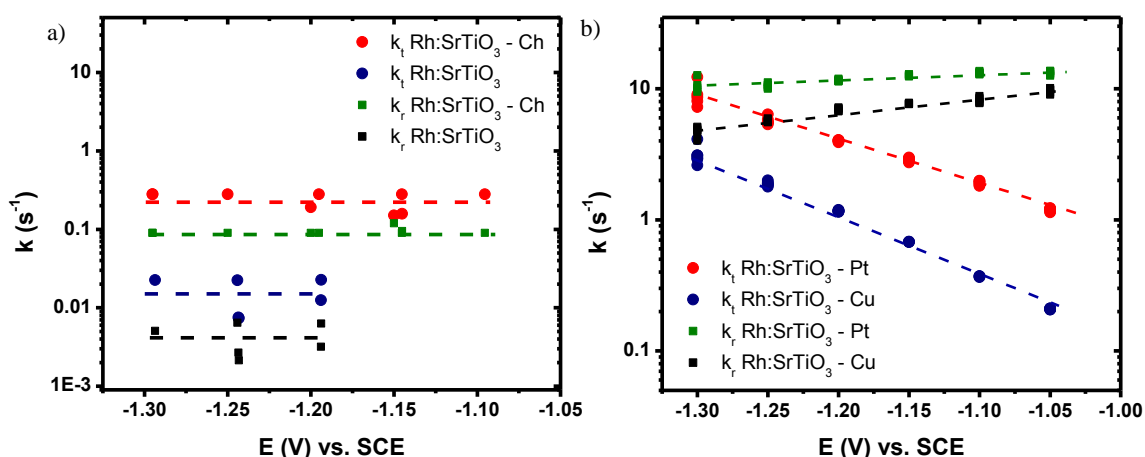 a)
k (s⁻¹)
10
1
0.1
0.01
1E-3
kₜ Rh:SrTiO₃ - Ch
kₜ Rh:SrTiO₃
kᵣ Rh:SrTiO₃ - Ch
kᵣ Rh:SrTiO₃
-1.30 -1.25 -1.20 -1.15 -1.10 -1.05
E (V) vs. SCE
b)
k (s⁻¹)
10
1
0.1
kₜ Rh:SrTiO₃ - Pt
kₜ Rh:SrTiO₃ - Cu
kᵣ Rh:SrTiO₃ - Pt
kᵣ Rh:SrTiO₃ - Cu
-1.30 -1.25 -1.20 -1.15 -1.10 -1.05 -1.00
E (V) vs. SCE